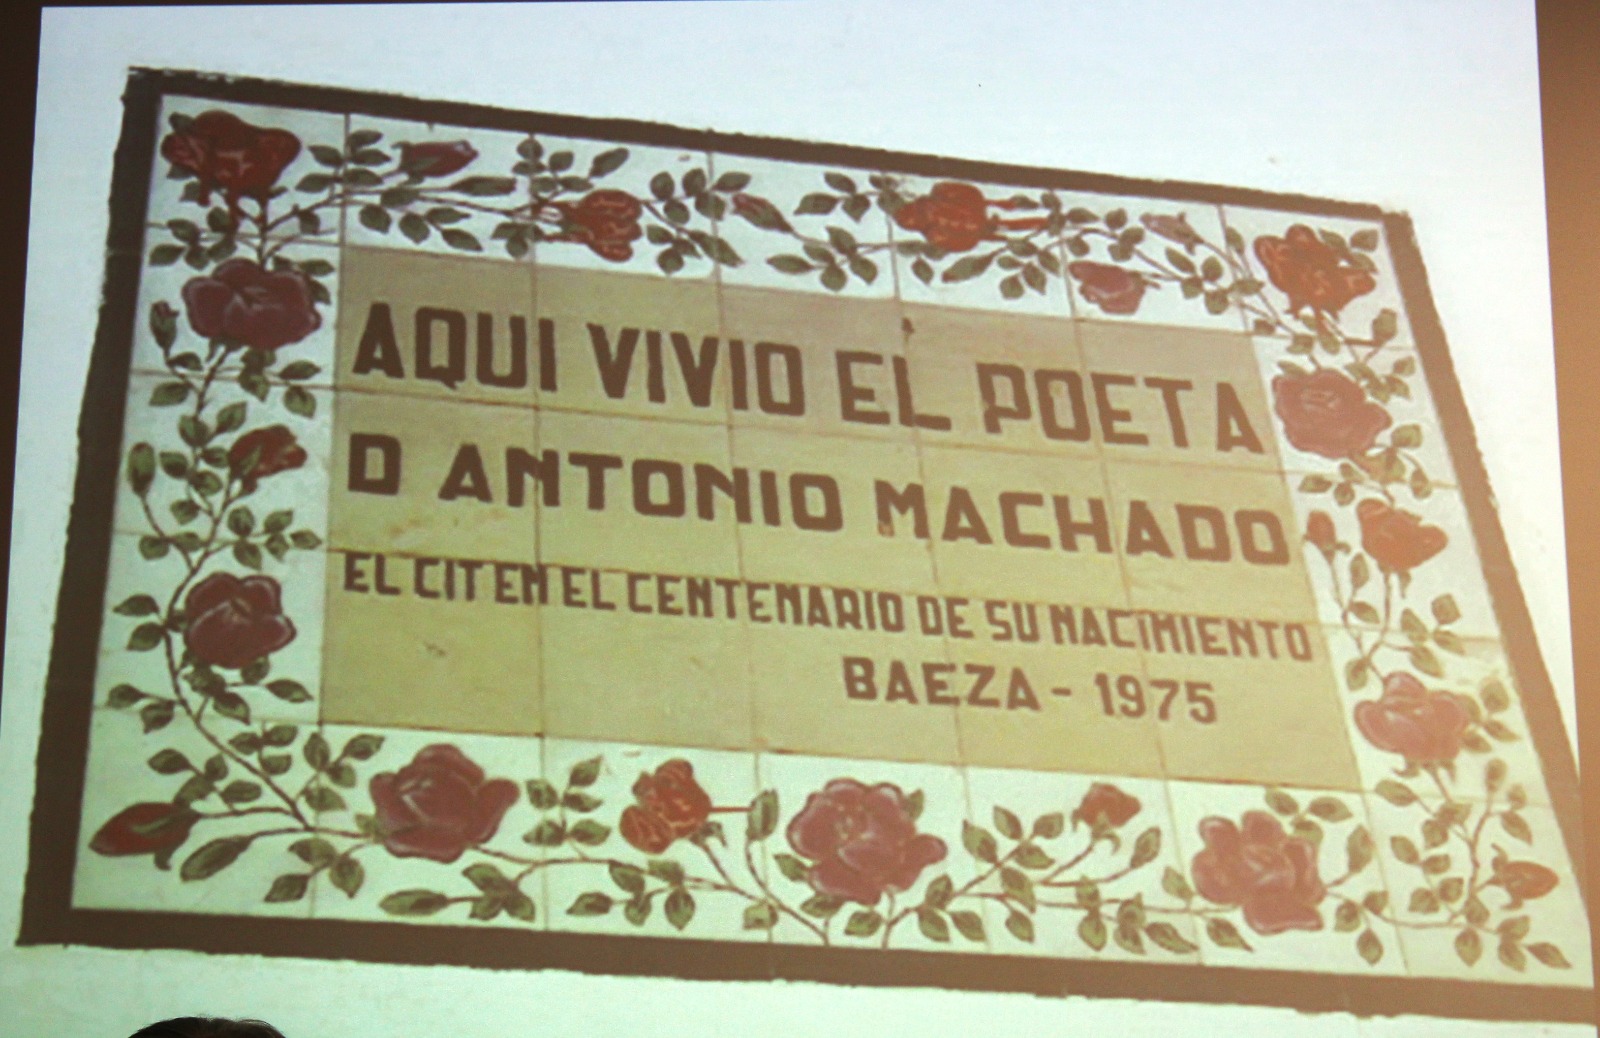 AQUI VIVIO EL POETA
D ANTONIO MACHADO
EL CIT EN EL CENTENARIO DE SU NACIMIENTO
BAEZA - 1975